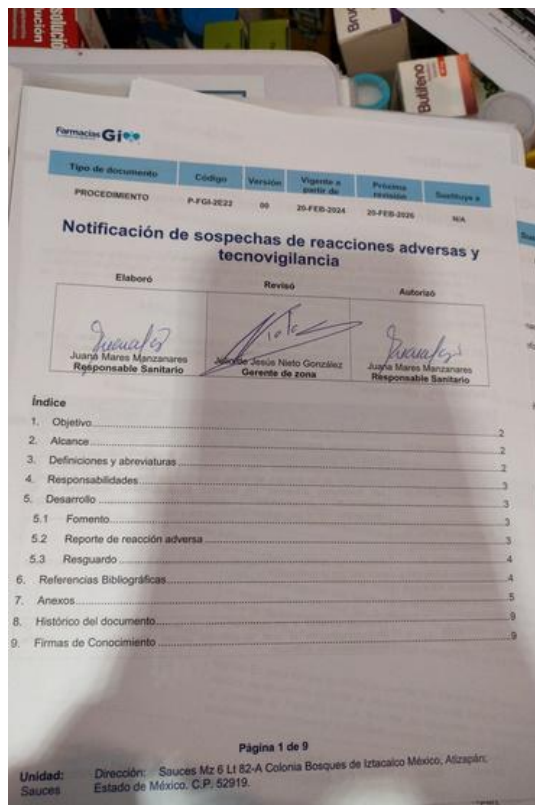 solución
Bru
Butifeno
Farmacias Gi
Tipo de documento Código Versión Vigente a partir de Próxima revisión Sustituye a
PROCEDIMIENTO P-FGI-2E22 00 20-FEB-2024 20-FEB-2026 N/A
Notificación de sospechas de reacciones adversas y
tecnovigilancia
Elaboró Revisó Autorizó
Juana Mares Manzanares de Jesús Nieto González Juana Mares Manzanares
Responsable Sanitario Gerente de zona Responsable Sanitario
Índice
1. Objetivo 2
2. Alcance 2
3. Definiciones y abreviaturas 2
4. Responsabilidades 3
5. Desarrollo 3
5.1 Fomento 3
5.2 Reporte de reacción adversa 3
5.3 Resguardo 4
6. Referencias Bibliográficas 4
7. Anexos 5
8. Histórico del documento 9
9. Firmas de Conocimiento 9
Página 1 de 9
Unidad: Dirección: Sauces Mz 6 Lt 82-A Colonia Bosques de Iztacalco México, Atizapán;
Sauces Estado de México. C.P. 52919.